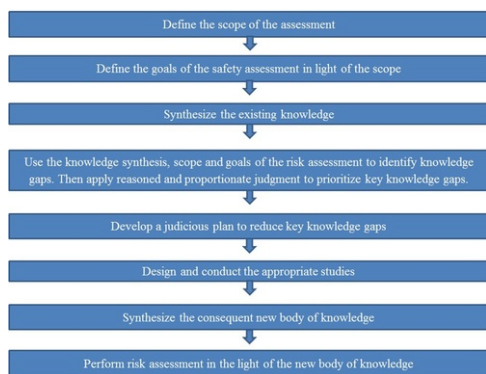 Define the scope of the assessment
Define the goals of the safety assessment in light of the scope
Synthesize the existing knowledge
Use the knowledge synthesis, scope and goals of the risk assessment to identify knowledge
gaps. Then apply reasoned and proportionate judgment to prioritize key knowledge gaps.
Develop a judicious plan to reduce key knowledge gaps
Design and conduct the appropriate studies
Synthesize the consequent new body of knowledge
Perform risk assessment in the light of the new body of knowledge